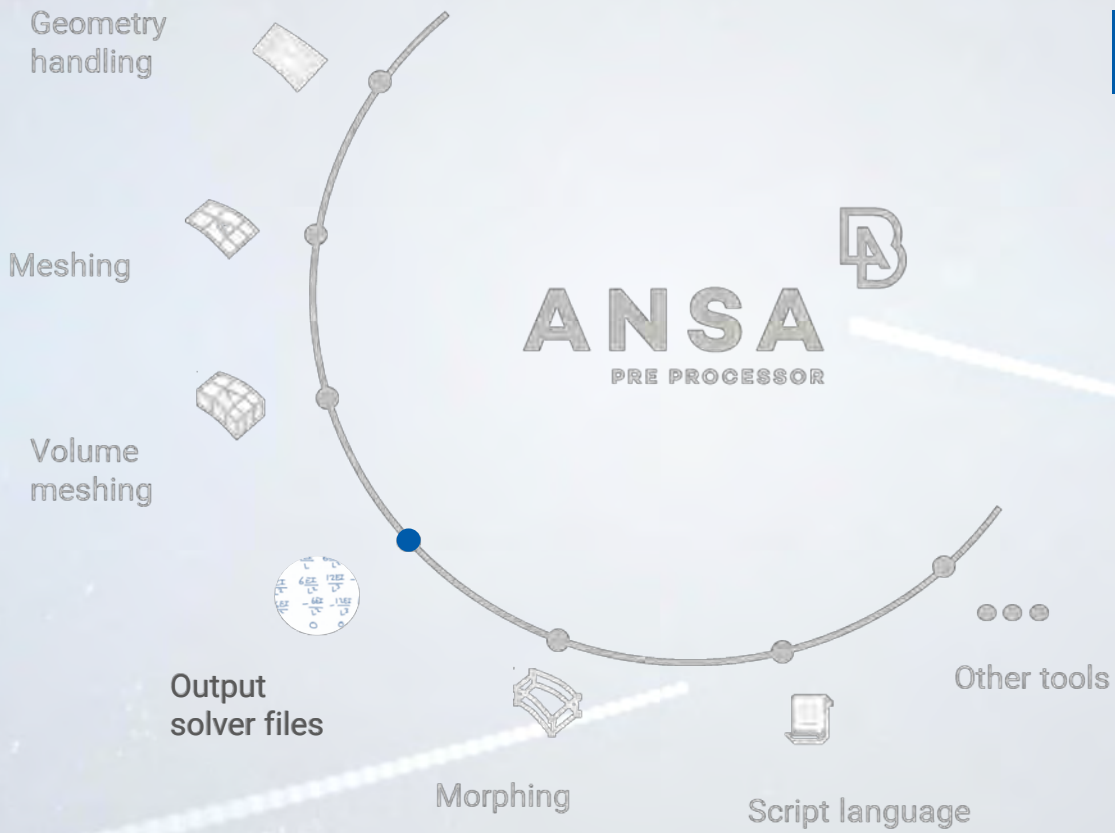 Geometry
handling
Meshing
ANSA
PRE PROCESSOR
Volume
meshing
Output
solver files
Other tools
Morphing
Script language